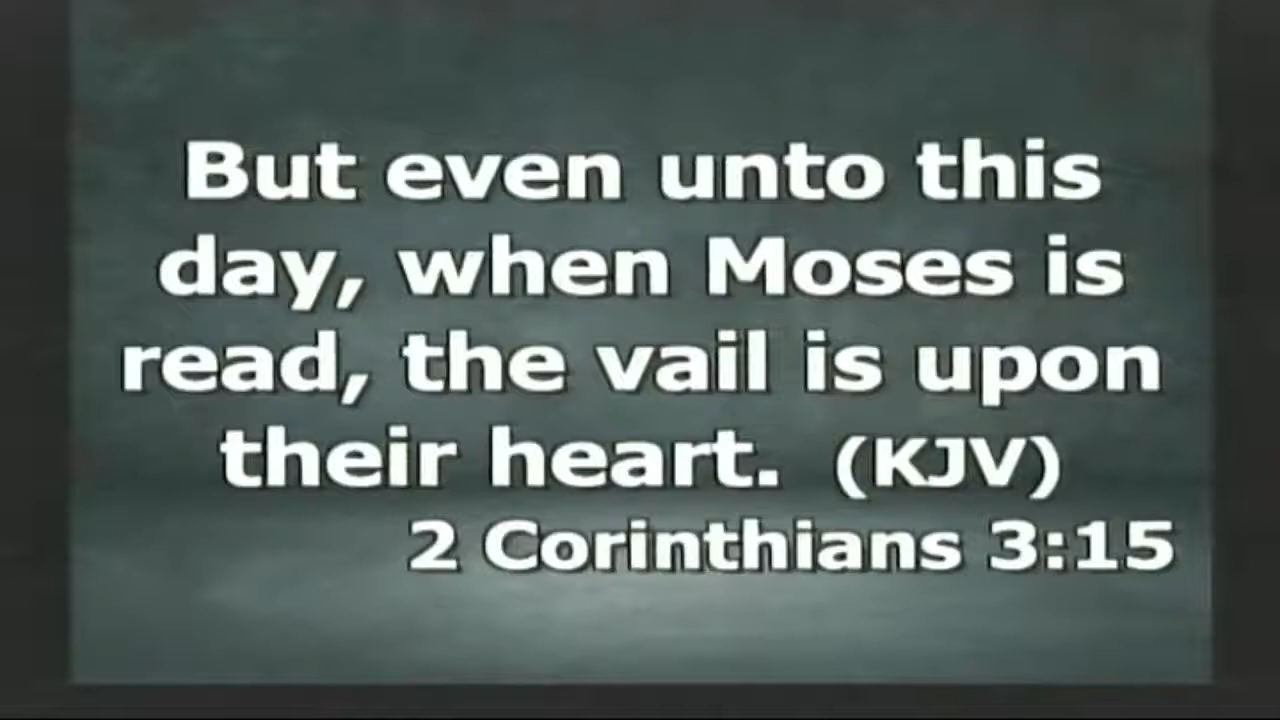 But even unto this
day, when Moses is
read, the vail is upon
their heart. (KJV)
2 Corinthians 3:15